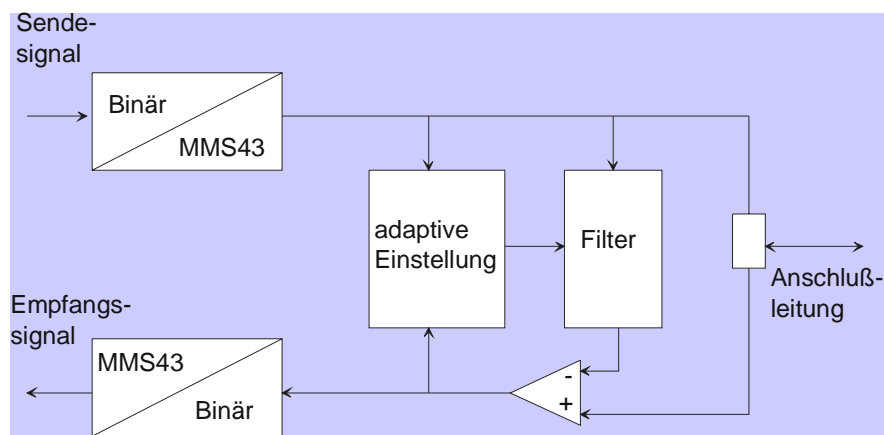 Sende-
signal
Binär
MMS43
adaptive
Einstellung
Filter
Anschluß-
leitung
Empfangs-
signal
MMS43
Binär
-
+